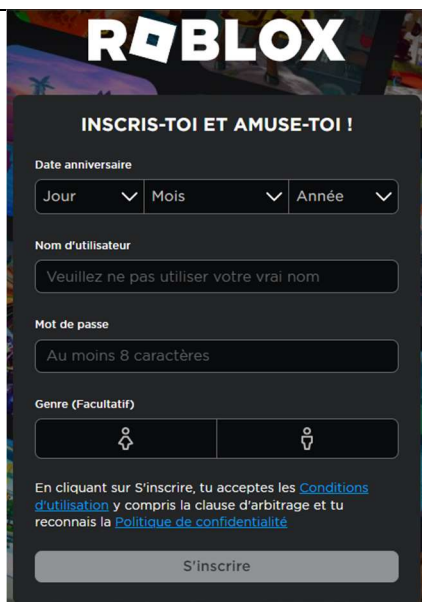 ROBLOX
INSCRIS-TOI ET AMUSE-TOI !
Date anniversaire
Jour Mois Année
Nom d'utilisateur
Veuillez ne pas utiliser votre vrai nom
Mot de passe
Au moins 8 caractères
Genre (Facultatif)
En cliquant sur S'inscrire, tu acceptes les Conditions
d'utilisation y compris la clause d'arbitrage et tu
reconnais la Politique de confidentialité
S'inscrire